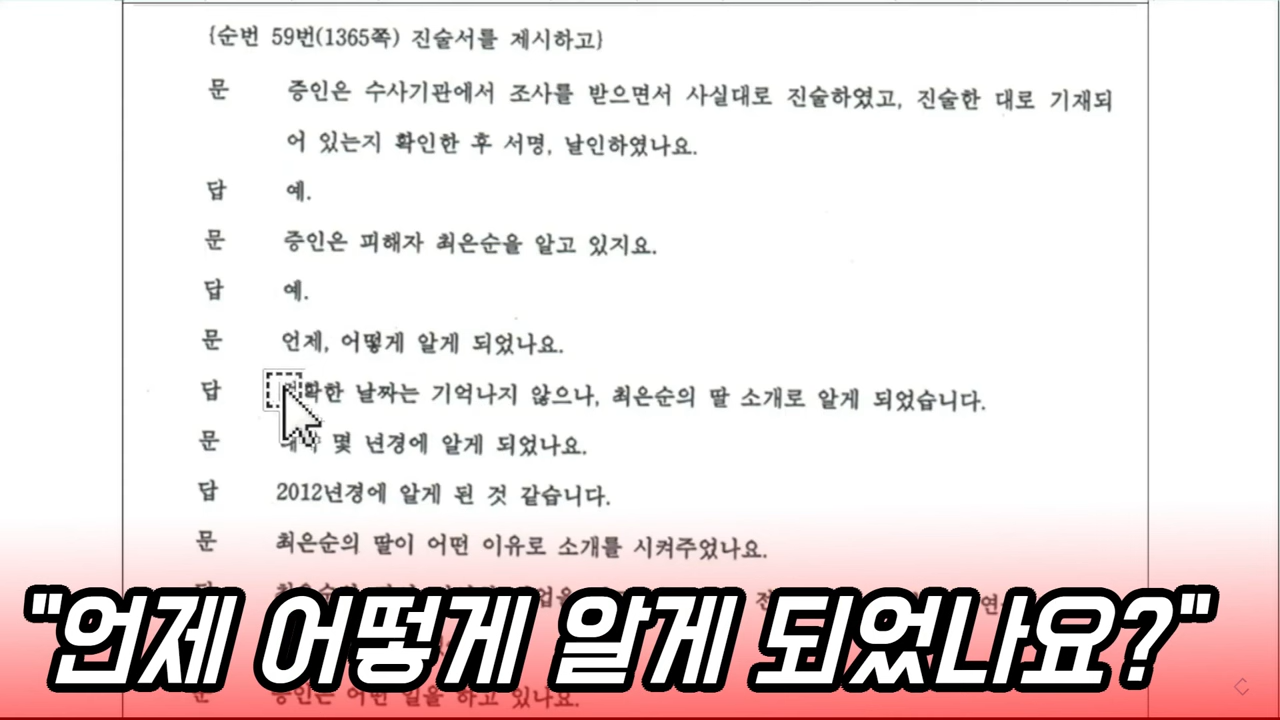 {순번 59번(1365쪽) 진술서를 제시하고}
문 증인은 수사기관에서 조사를 받으면서 사실대로 진술하였고, 진술한 대로 기재되
어 있는지 확인한 후 서명, 날인하였나요.
답 예.
문 증인은 피해자 최은순을 알고 있지요.
답 예.
문 언제, 어떻게 알게 되었나요.
답 날짜는 기억나지 않으나, 최은순의 딸 소개로 알게 되었습니다.
문 몇 년경에 알게 되었나요.
답 2012년경에 알게 된 것 같습니다.
문 최은순의 딸이 어떤 이유로 소개를 시켜주었나요.
"언제 어떻게 알게 되었나요?"
문 증인은 어떤 일을 하고 있나요.